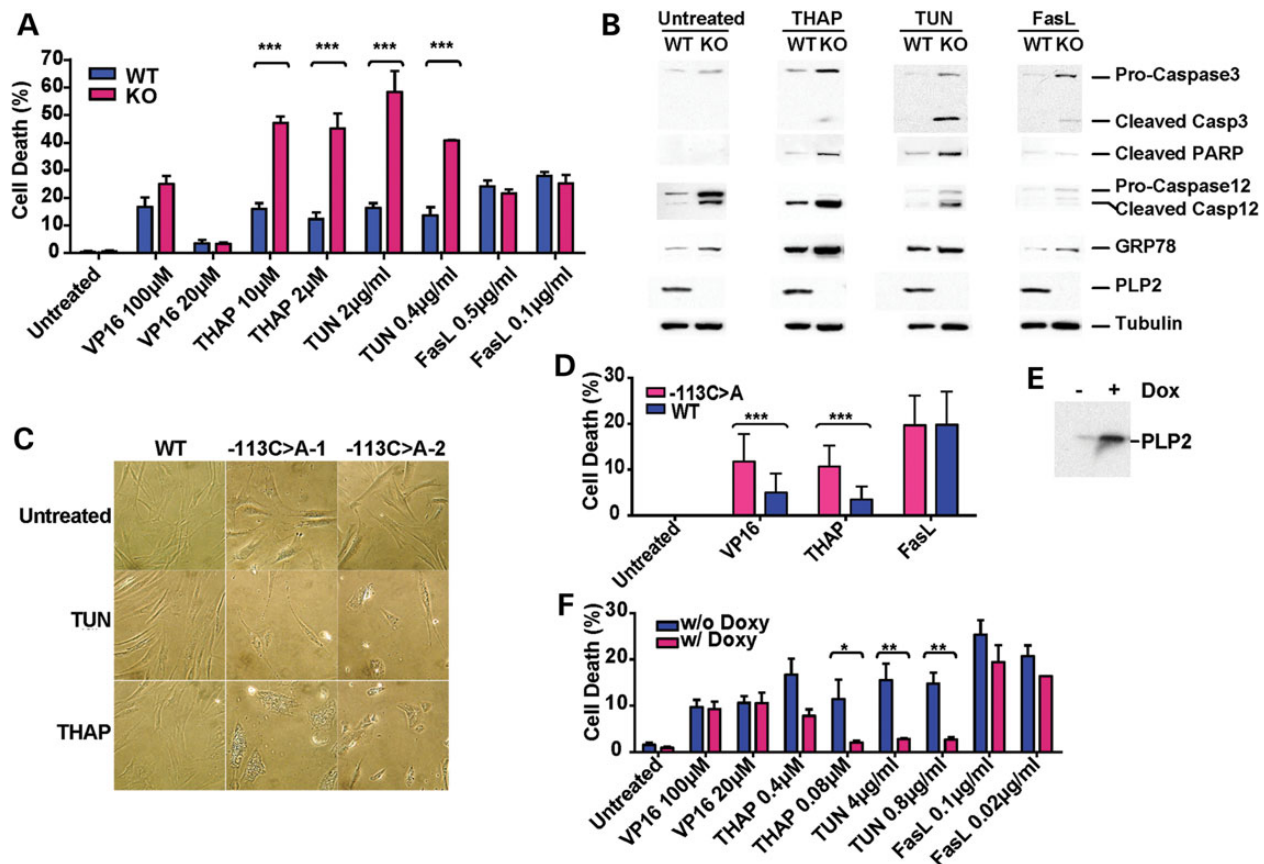 A
Cell Death (%)
70
60
50
40
30
20
10
0
WT
KO
***
***
***
***
Untreated
VP16 100µM
VP16 20µM
THAP 10µM
THAP 2µM
TUN 2µg/ml
TUN 0.4µg/ml
FasL 0.5µg/ml
FasL 0.1µg/ml
B
Untreated THAP TUN FasL
WT KO WT KO WT KO WT KO
Pro-Caspase3
Cleaved Casp3
Cleaved PARP
Pro-Caspase12
Cleaved Casp12
GRP78
PLP2
Tubulin
C
WT -113C>A-1 -113C>A-2
Untreated
TUN
THAP
D
Cell Death (%)
30
20
10
0
-113C>A
WT
***
***
Untreated
VP16
THAP
FasL
E
- + Dox
PLP2
F
Cell Death (%)
30
20
10
0
w/o Doxy
w/ Doxy
*
**
**
Untreated
VP16 100µM
VP16 20µM
THAP 0.4µM
THAP 0.08µM
TUN 4µg/ml
TUN 0.8µg/ml
FasL 0.1µg/ml
FasL 0.02µg/ml